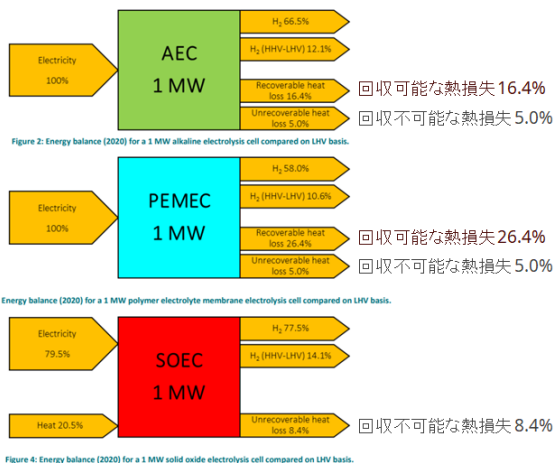 H₂ 66.5%
Electricity
100%
AEC
1 MW
H₂ (HHV-LHV) 12.1%
Recoverable heat
loss 16.4%
回収可能な熱損失16.4%
Unrecoverable heat
loss 5.0%
回収不可能な熱損失5.0%
Figure 2: Energy balance (2020) for a 1 MW alkaline electrolysis cell compared on LHV basis.
H₂ 58.0%
Electricity
100%
PEMEC
1 MW
H₂ (HHV-LHV) 10.6%
Recoverable heat
loss 26.4%
回収可能な熱損失26.4%
Unrecoverable heat
loss 5.0%
回収不可能な熱損失5.0%
Energy balance (2020) for a 1 MW polymer electrolyte membrane electrolysis cell compared on LHV basis.
H₂ 77.5%
Electricity
79.5%
SOEC
1 MW
H₂ (HHV-LHV) 14.1%
Heat 20.5%
Unrecoverable heat
loss 8.4%
回収不可能な熱損失8.4%
Figure 4: Energy balance (2020) for a 1 MW solid oxide electrolysis cell compared on LHV basis.